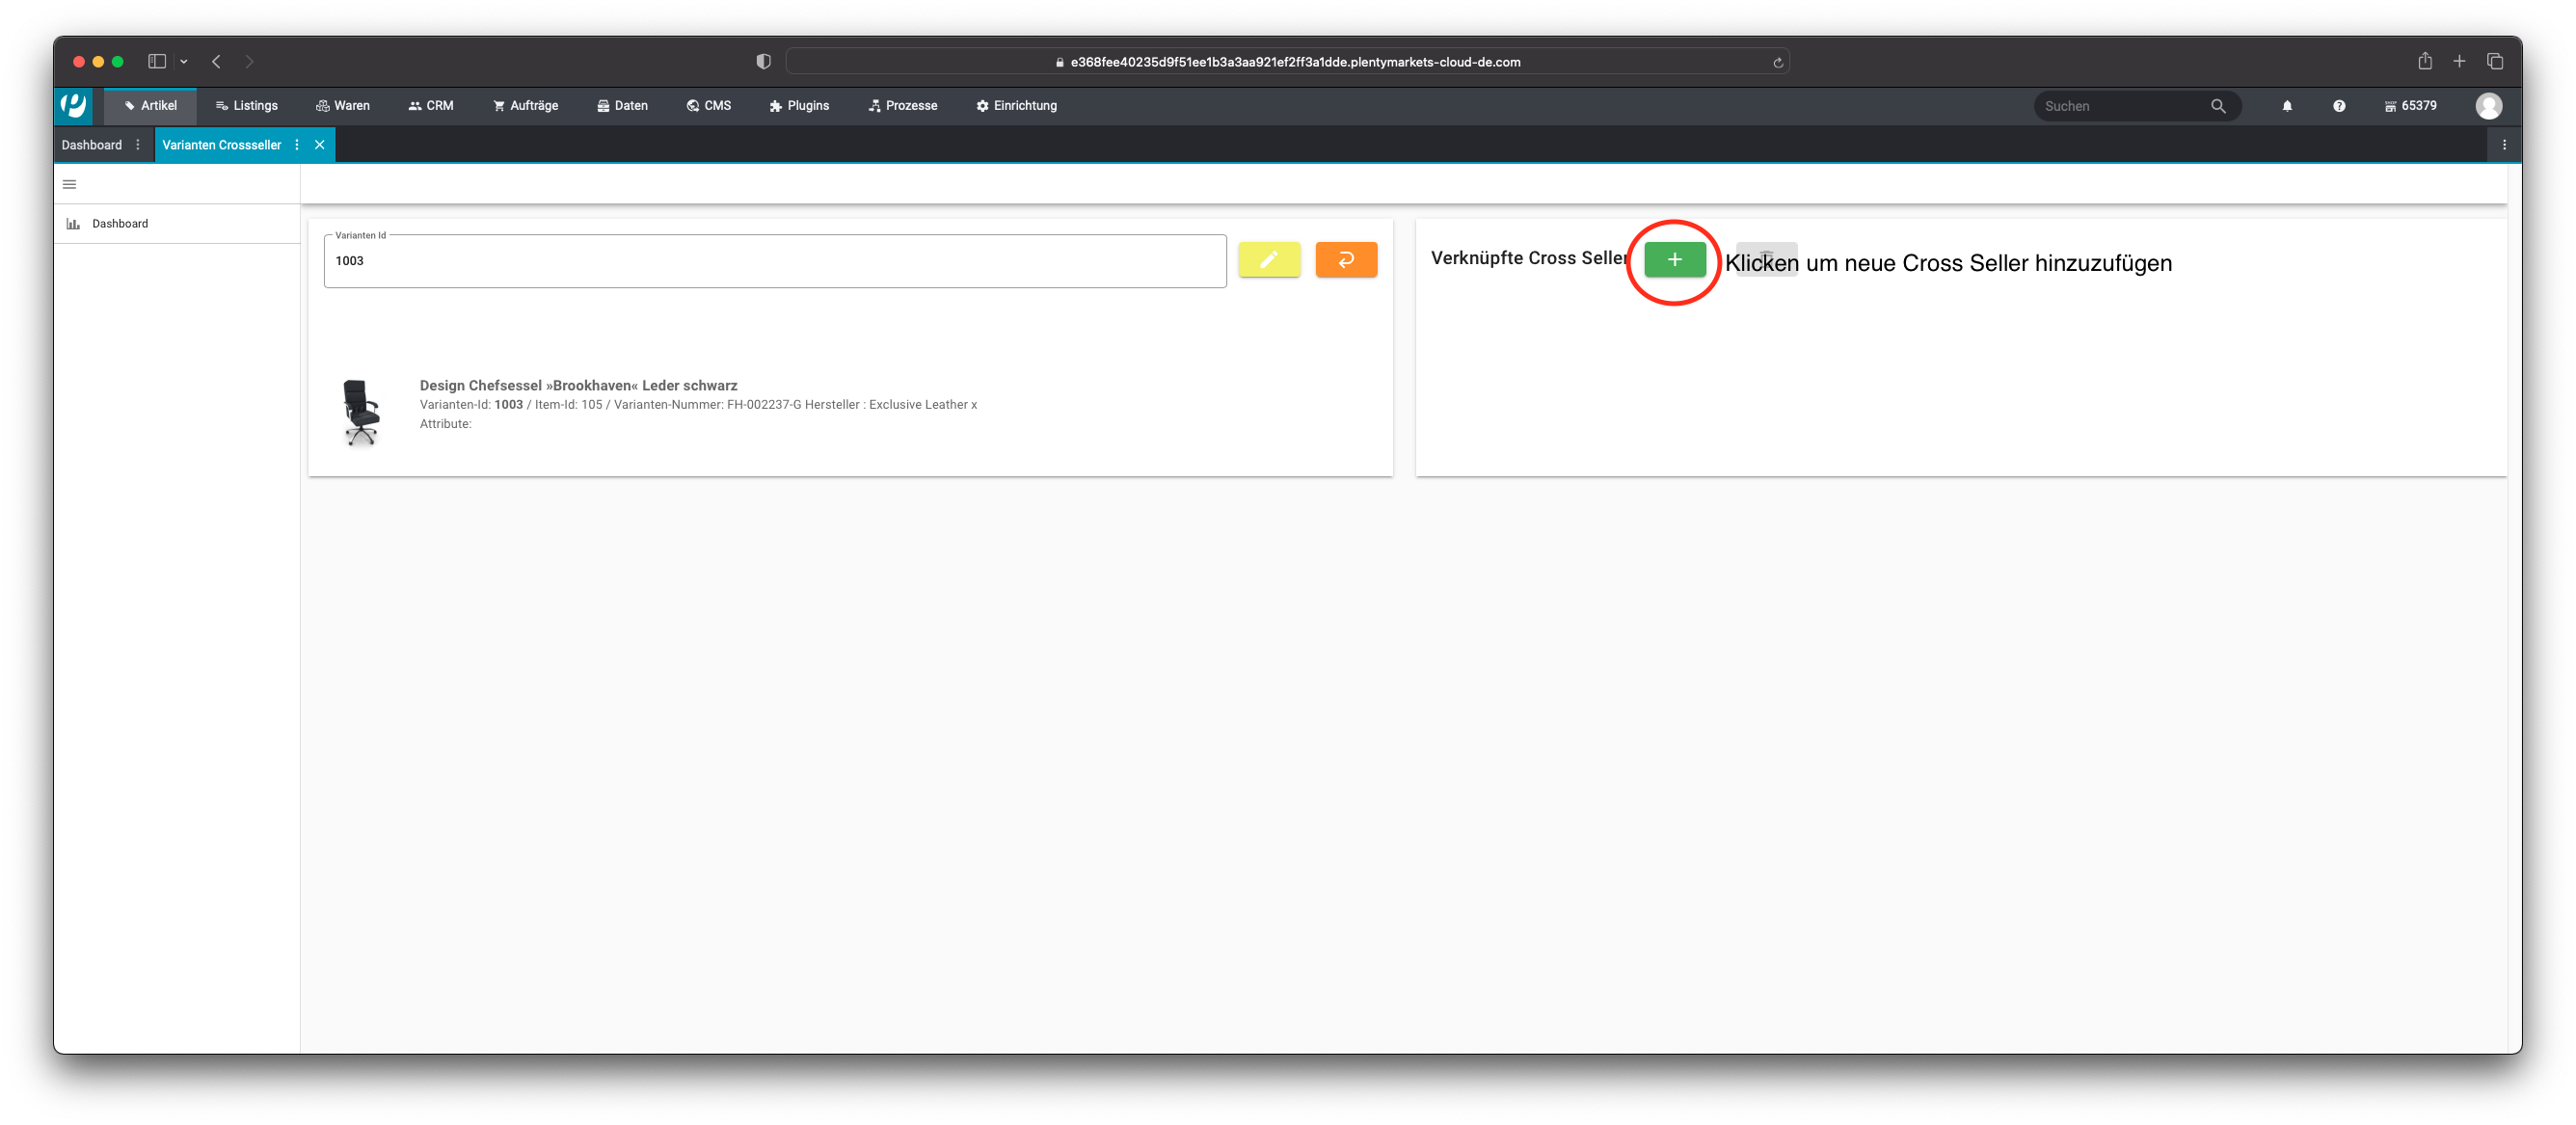 e368fee40235d9f51ee1b3a3aa921ef2ff3a1dde.plentymarkets-cloud-de.com
Artikel Listings Waren CRM Aufträge Daten CMS Plugins Prozesse Einrichtung Suchen 65379
Dashboard Varianten Crossseller
Dashboard
Varianten Id
1003
Verknüpfte Cross Seller
Klicken um neue Cross Seller hinzuzufügen
Design Chefsessel »Brookhaven« Leder schwarz
Varianten-Id: 1003 / Item-Id: 105 / Varianten-Nummer: FH-002237-G Hersteller : Exclusive Leather x
Attribute: